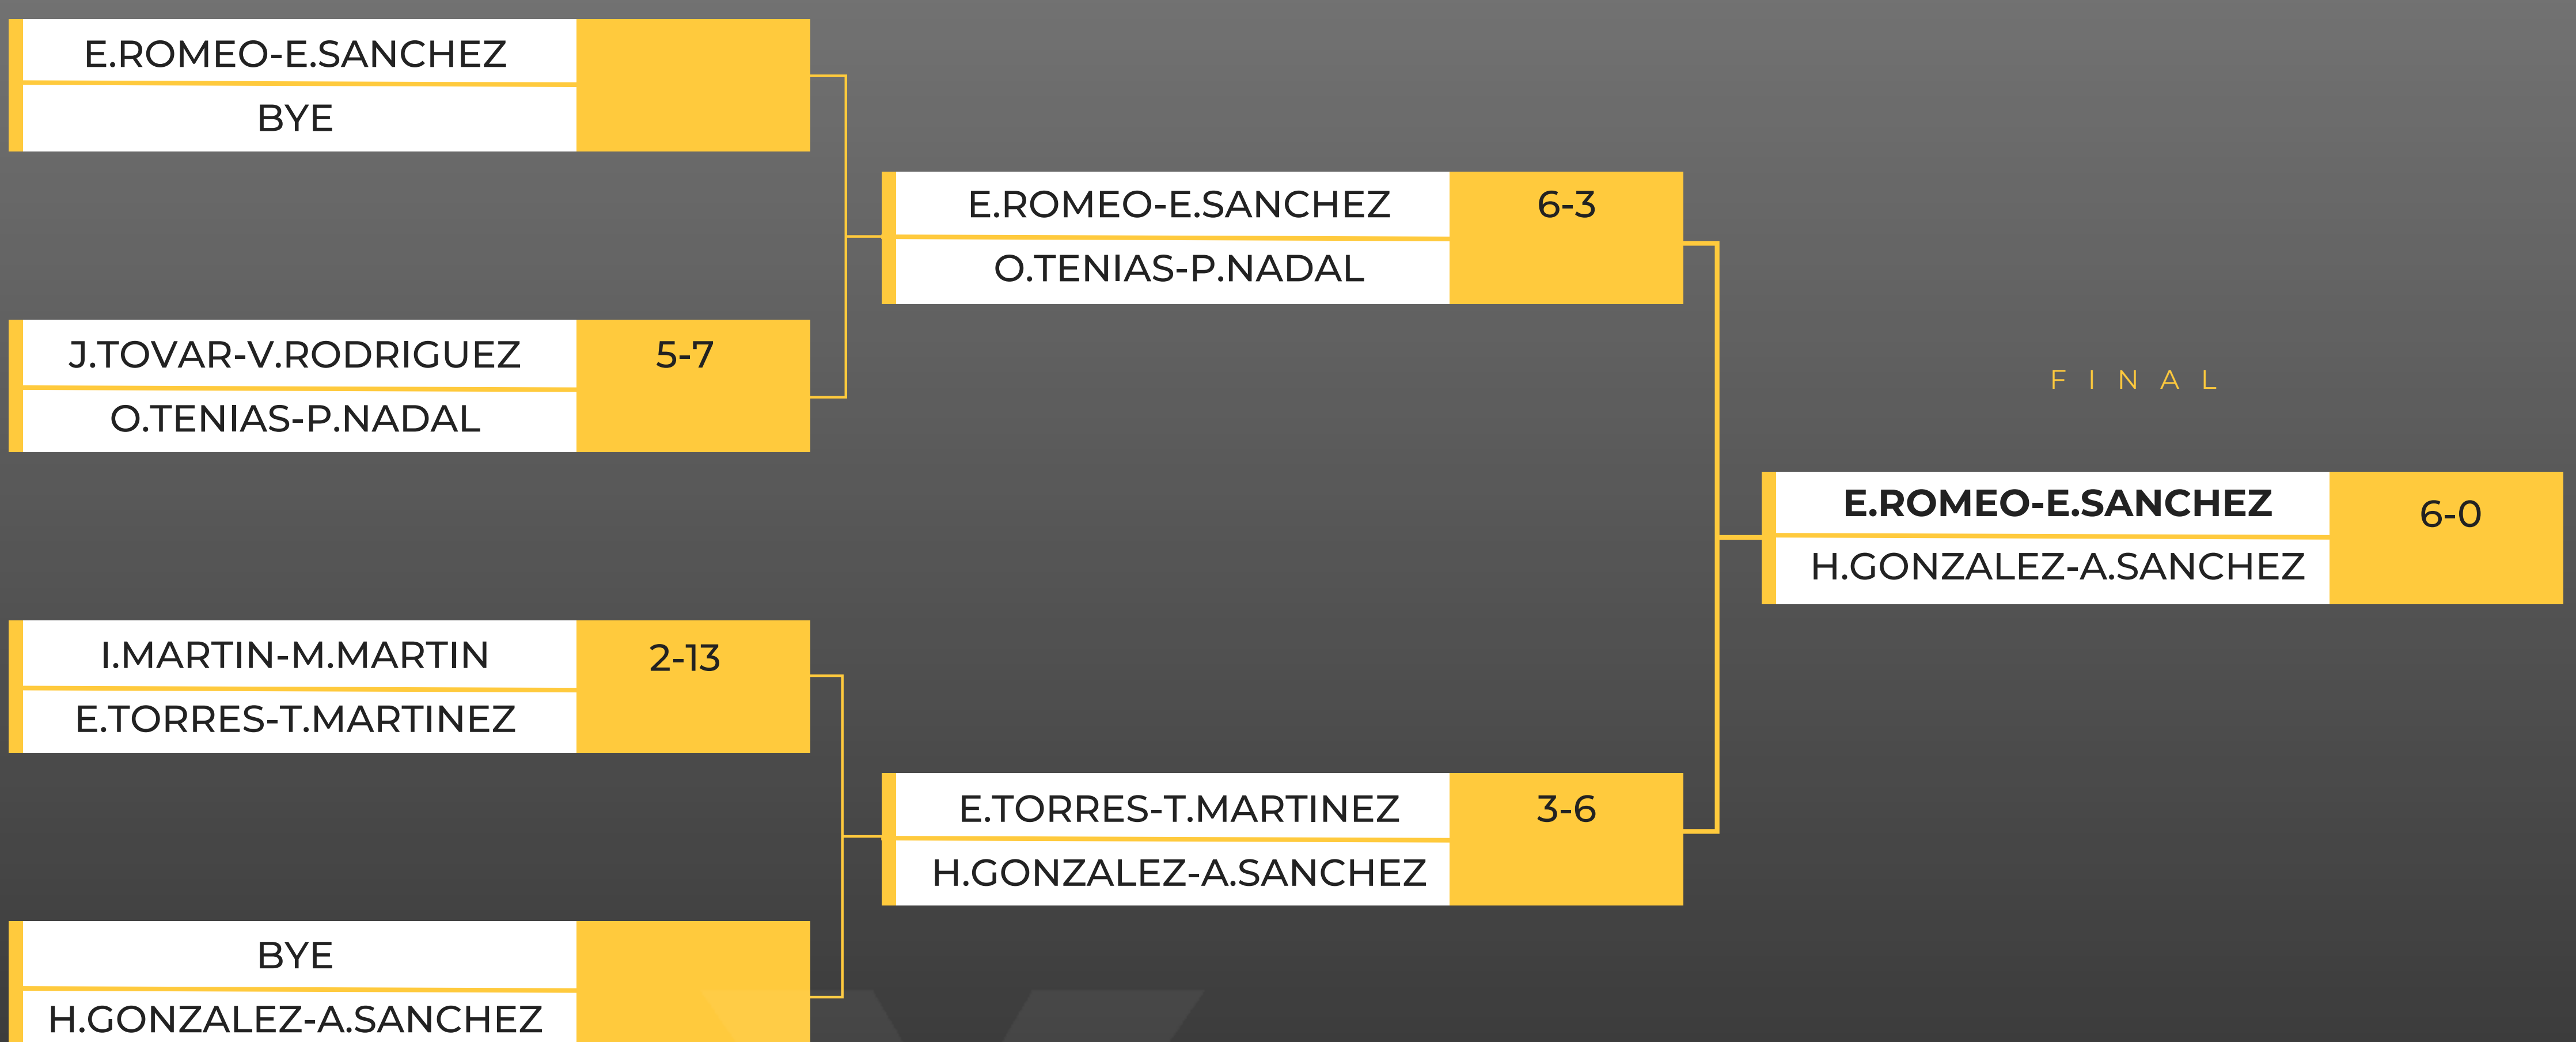 E.ROMEO-E.SANCHEZ
BYE
J.TOVAR-V.RODRIGUEZ 5-7
O.TENIAS-P.NADAL
I.MARTIN-M.MARTIN 2-13
E.TORRES-T.MARTINEZ
BYE
H.GONZALEZ-A.SANCHEZ
E.ROMEO-E.SANCHEZ 6-3
O.TENIAS-P.NADAL
E.TORRES-T.MARTINEZ 3-6
H.GONZALEZ-A.SANCHEZ
FINAL
E.ROMEO-E.SANCHEZ 6-0
H.GONZALEZ-A.SANCHEZ